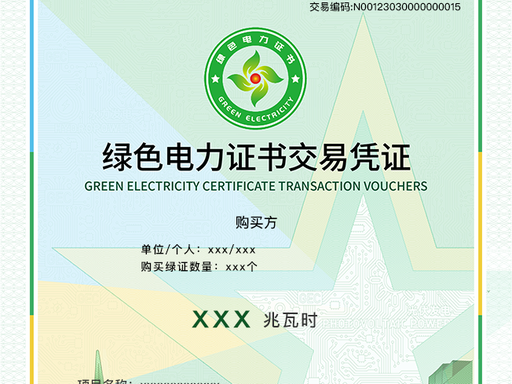 交易编码:N00123030000000015
绿色电力证书
GREEN ELECTRICITY
绿色电力证书交易凭证
GREEN ELECTRICITY CERTIFICATE TRANSACTION VOUCHERS
购买方
单位/个人：xxx/xxx
购买绿证数量：xxx个
XXX 兆瓦时